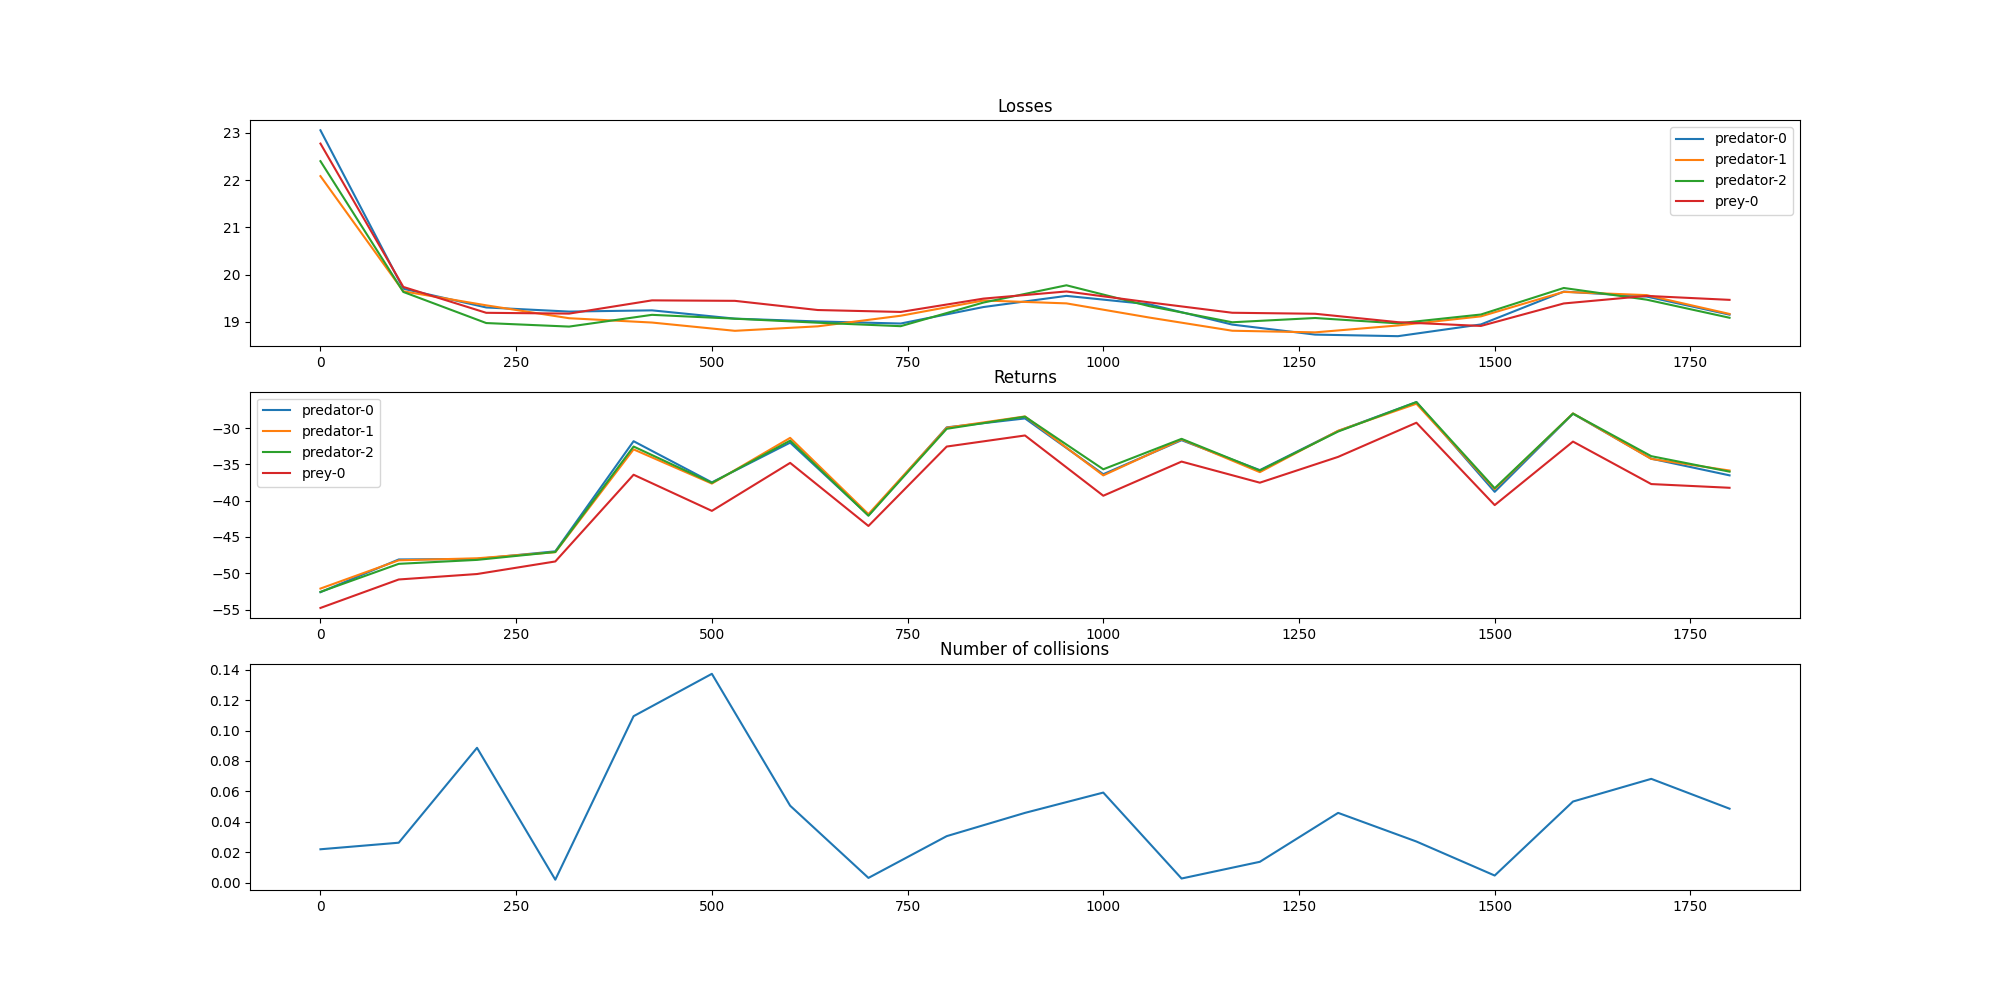 Losses
23
22
21
20
19
predator-0
predator-1
predator-2
prey-0
0 250 500 750 1000 1250 1500 1750
Returns
−30
−35
−40
−45
−50
−55
predator-0
predator-1
predator-2
prey-0
0 250 500 750 1000 1250 1500 1750
Number of collisions
0.14
0.12
0.10
0.08
0.06
0.04
0.02
0.00
0 250 500 750 1000 1250 1500 1750